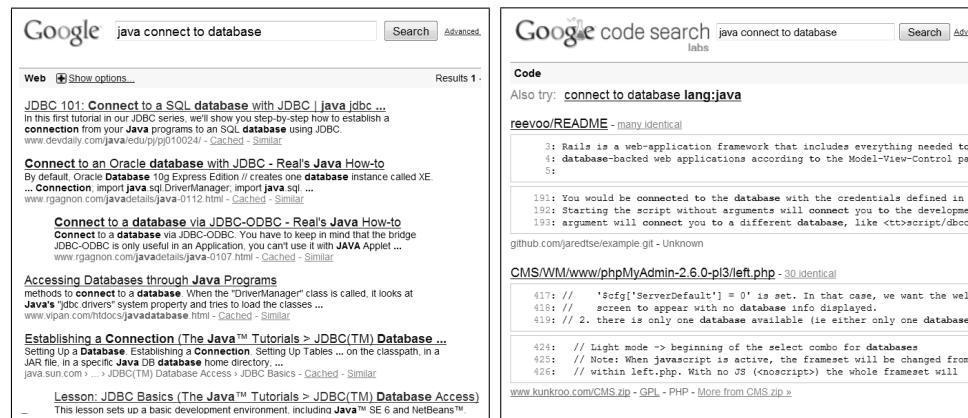 Google java connect to database Search Advanced
Web Show options... Results 1 -
JDBC 101: Connect to a SQL database with JDBC | java jdbc ...
In this first tutorial in our JDBC series, we'll show you step-by-step how to establish a
connection from your Java programs to an SQL database using JDBC.
www.devdaily.com/java/edu/pj/pj010024/ - Cached - Similar
Connect to an Oracle database with JDBC - Real's Java How-to
By default, Oracle Database 10g Express Edition // creates one database instance called XE.
... Connection; import java.sql.DriverManager; import java.sql. ...
www.rgagnon.com/javadetails/java-0112.html - Cached - Similar
Connect to a database via JDBC-ODBC - Real's Java How-to
Connect to a database via JDBC-ODBC. You have to keep in mind that the bridge
JDBC-ODBC is only useful in an Application, you can't use it with JAVA Applet ...
www.rgagnon.com/javadetails/java-0107.html - Cached - Similar
Accessing Databases through Java Programs
methods to connect to a database. When the "DriverManager" class is called, it looks at
Java's "jdbc.drivers" system property and tries to load the classes ...
www.vipan.com/htdocs/javadatabase.html - Cached - Similar
Establishing a Connection (The Java™ Tutorials > JDBC(TM) Database ...
Setting Up a Database. Establishing a Connection. Setting Up Tables ... on the classpath, in a
JAR file, in a specific Java DB database home directory, ...
java.sun.com › ... › JDBC(TM) Database Access › JDBC Basics - Cached - Similar
Lesson: JDBC Basics (The Java™ Tutorials > JDBC(TM) Database Access)
This lesson sets up a basic development environment, including Java™ SE 6 and NetBeans™.
Google code search labs java connect to database Search Adv
Code
Also try: connect to database lang:java
reevoo/README - many identical
3: Rails is a web-application framework that includes everything needed to
4: database-backed web applications according to the Model-View-Control pa
5:
191: You would be connected to the database with the credentials defined in
192: Starting the script without arguments will connect you to the developme
193: argument will connect you to a different database, like <tt>script/dbco
github.com/jaredtse/example.git - Unknown
CMS/WM/www/phpMyAdmin-2.6.0-pl3/left.php - 30 identical
417: // '$cfg['ServerDefault'] = 0' is set. In that case, we want the wel
418: // screen to appear with no database info displayed.
419: // 2. there is only one database available (ie either only one database
424: // Light mode -> beginning of the select combo for databases
425: // Note: When javascript is active, the frameset will be changed from
426: // within left.php. With no JS (<noscript>) the whole frameset will
www.kunkroo.com/CMS.zip - GPL - PHP - More from CMS.zip »